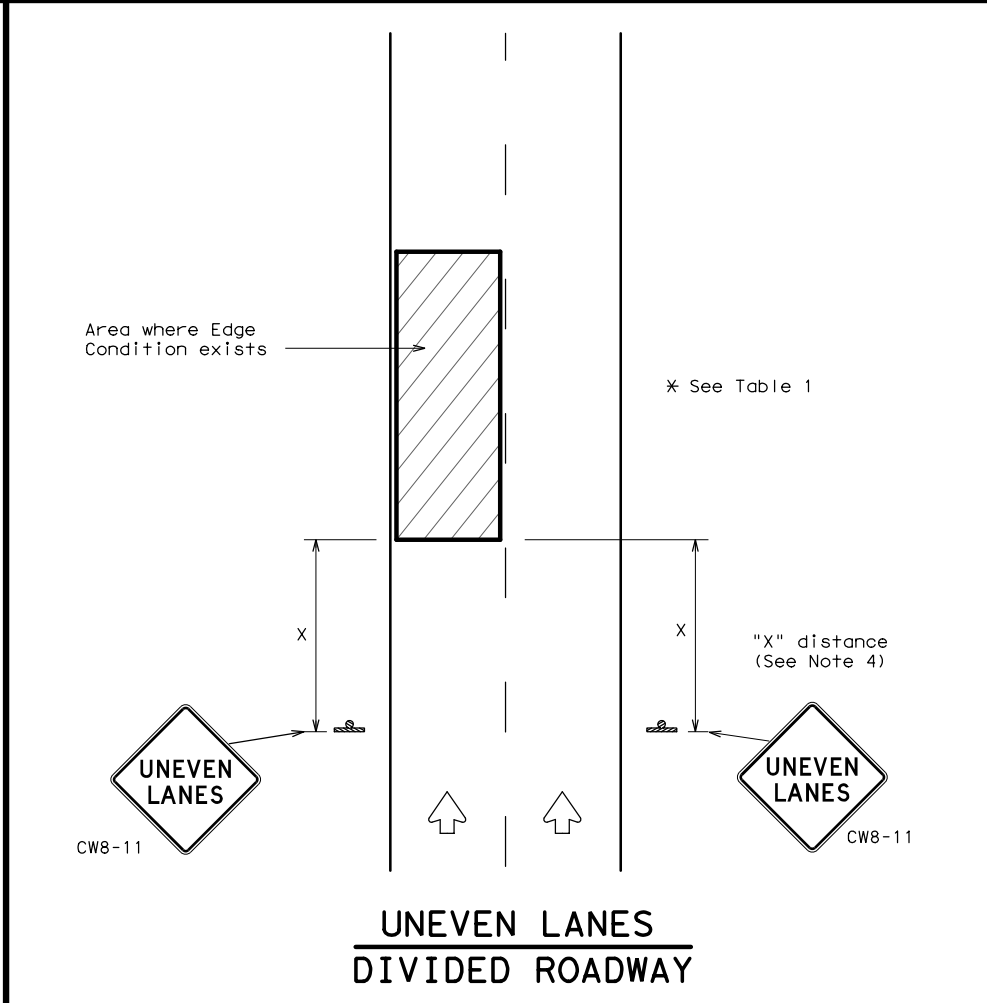 Area where Edge
Condition exists
* See Table 1
X
X
"X" distance
(See Note 4)
UNEVEN
LANES
CW8-11
UNEVEN
LANES
CW8-11
UNEVEN LANES
DIVIDED ROADWAY